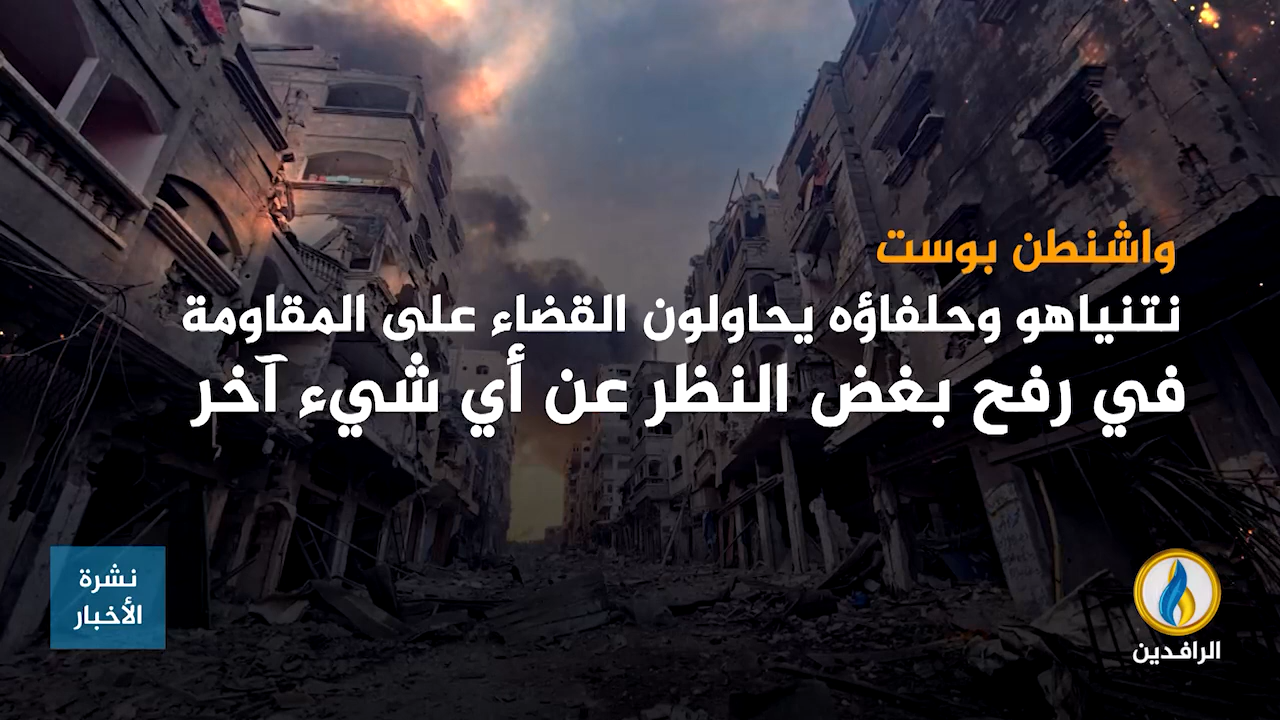 واشنطن بوست
نتنياهو وحلفاؤه يحاولون القضاء على المقاومة
في رفح بغض النظر عن أي شيء آخر
نشرة
الأخبار
الرافدين